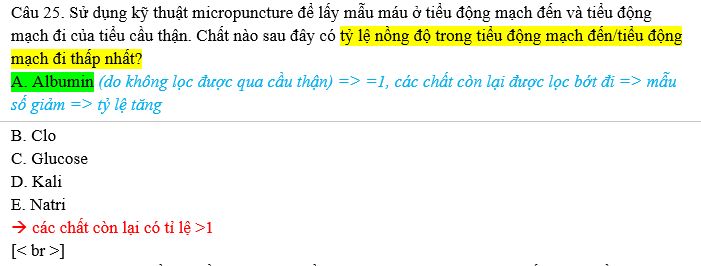 Câu 25. Sử dụng kỹ thuật micropuncture để lấy mẫu máu ở tiểu động mạch đến và tiểu động
mạch đi của tiểu cầu thận. Chất nào sau đây có tỷ lệ nồng độ trong tiểu động mạch đến/tiểu động
mạch đi thấp nhất?
A. Albumin (do không lọc được qua cầu thận) => =1, các chất còn lại được lọc bớt đi => mẫu
số giảm => tỷ lệ tăng
B. Clo
C. Glucose
D. Kali
E. Natri
→ các chất còn lại có tỉ lệ >1
[< br >]